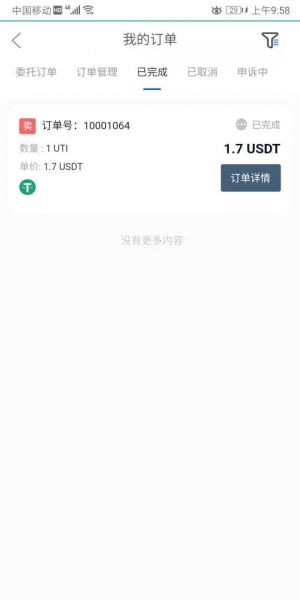 中国移动 HD 4G 29 上午9:58
我的订单
委托订单 订单管理 已完成 已取消 申诉中
卖 订单号：10001064 已完成
数量：1 UTI 1.7 USDT
单价: 1.7 USDT 订单详情
没有更多内容